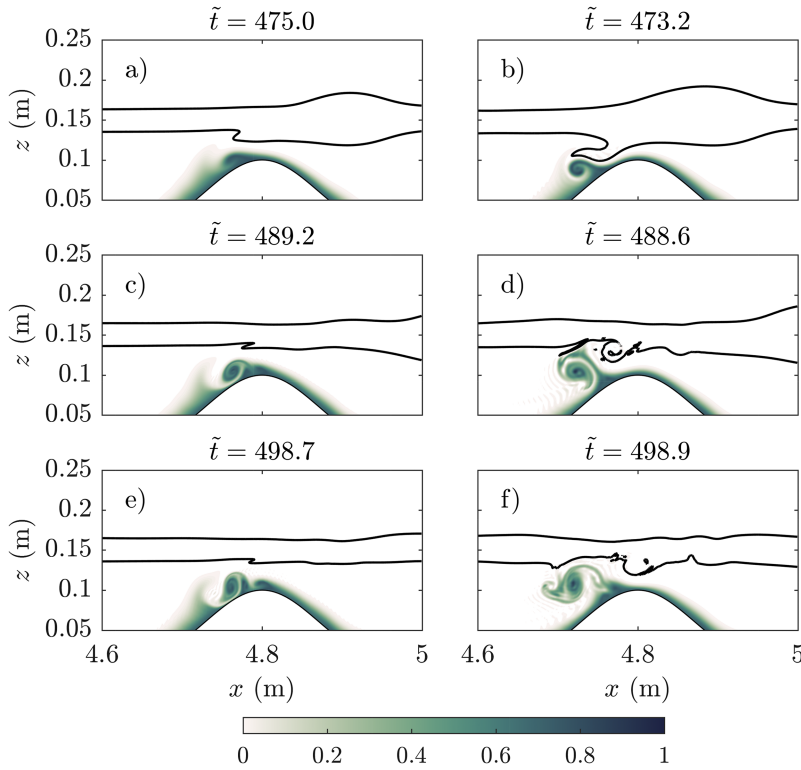 t̃ = 475.0 t̃ = 473.2
0.25
0.2
0.15
0.1
0.05
z (m)
a) b)
t̃ = 489.2 t̃ = 488.6
0.25
0.2
0.15
0.1
0.05
z (m)
c) d)
t̃ = 498.7 t̃ = 498.9
0.25
0.2
0.15
0.1
0.05
z (m)
e) f)
4.6 4.8 5 4.6 4.8 5
x (m) x (m)
0 0.2 0.4 0.6 0.8 1